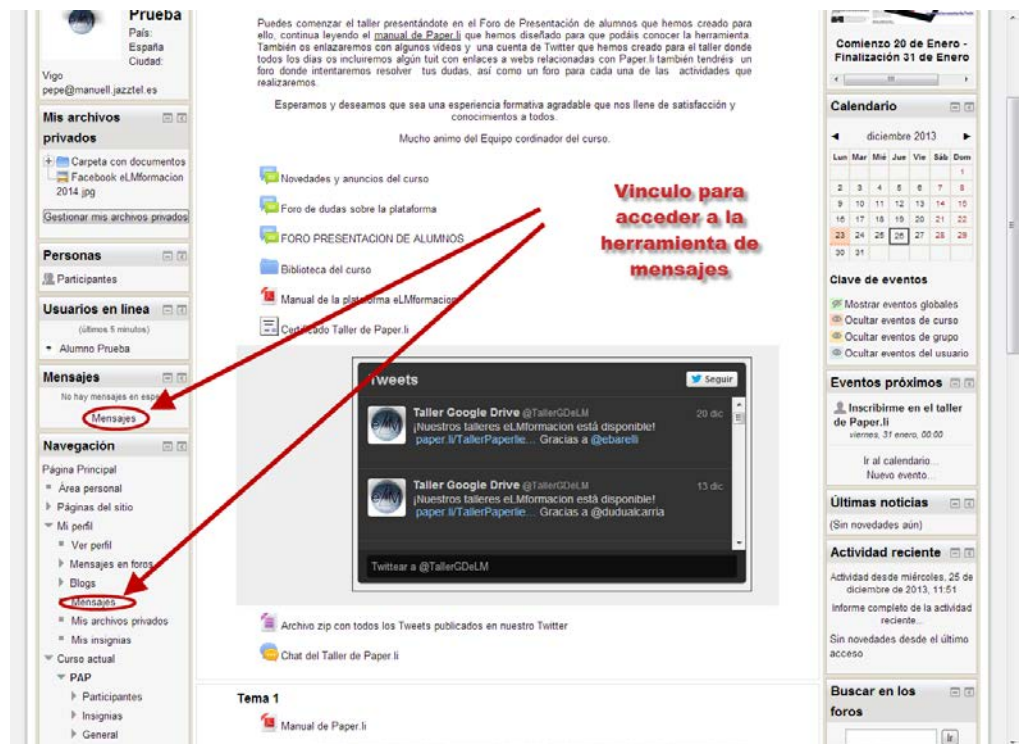 Prueba
País:
España
Ciudad:
Vigo
pepe@manuell.jazztel.es
Mis archivos
privados
Carpeta con documentos
Facebook eLMformacion
2014.jpg
Gestionar mis archivos privados
Personas
Participantes
Usuarios en línea
(últimos 5 minutos)
Alumno Prueba
Mensajes
No hay mensajes en
Mensajes
Navegación
Página Principal
Área personal
Páginas del sitio
Mi perfil
Ver perfil
Mensajes en foros
Blogs
Mensajes
Mis archivos privados
Mis insignias
Curso actual
PAP
Participantes
Insignias
General
Puedes comenzar el taller presentándote en el Foro de Presentación de alumnos que hemos creado para
ello, continua leyendo el manual de Paper.li que hemos diseñado para que podáis conocer la herramienta.
También os enlazaremos con algunos vídeos y una cuenta de Twitter que hemos creado para el taller donde
todos los días os incluiremos algún tuit con enlaces a webs relacionadas con Paper.li también tendréis un
foro donde intentaremos resolver tus dudas, así como un foro para cada una de las actividades que
realizaremos.
Esperamos y deseamos que sea una esperiencia formativa agradable que nos llene de satisfacción y
conocimientos a todos.
Mucho animo del Equipo cordinador del curso.
Novedades y anuncios del curso
Foro de dudas sobre la plataforma
FORO PRESENTACION DE ALUMNOS
Biblioteca del curso
Manual de la plataforma eLMformacion
Certificado Taller de Paper.li
Vinculo para
acceder a la
herramienta de
mensajes
Tweets
Seguir
Taller Google Drive @TallerGDeLM 20 dic
¡Nuestros talleres eLMformacion está disponible!
paper.li/TallerPaperlie... Gracias a @ebarelli
Taller Google Drive @TallerGDeLM 13 dic
¡Nuestros talleres eLMformacion está disponible!
paper.li/TallerPaperlie... Gracias a @dudualcarria
Twittear a @TallerGDeLM
Archivo zip con todos los Tweets publicados en nuestro Twitter
Chat del Taller de Paper.li
Tema 1
Manual de Paper.li
Comienzo 20 de Enero -
Finalización 31 de Enero
Calendario
diciembre 2013
Lun Mar Mié Jue Vie Sáb Dom
1
2 3 4 5 6 7 8
9 10 11 12 13 14 15
16 17 18 19 20 21 22
23 24 25 26 27 28 29
30 31
Clave de eventos
Mostrar eventos globales
Ocultar eventos de curso
Ocultar eventos de grupo
Ocultar eventos del usuario
Eventos próximos
Inscribirme en el taller
de Paper.li
viernes, 31 enero, 00:00
Ir al calendario...
Nuevo evento...
Últimas noticias
(Sin novedades aún)
Actividad reciente
Actividad desde miércoles, 25 de
diciembre de 2013, 11:51
Informe completo de la actividad
reciente...
Sin novedades desde el último
acceso
Buscar en los
foros
Ir